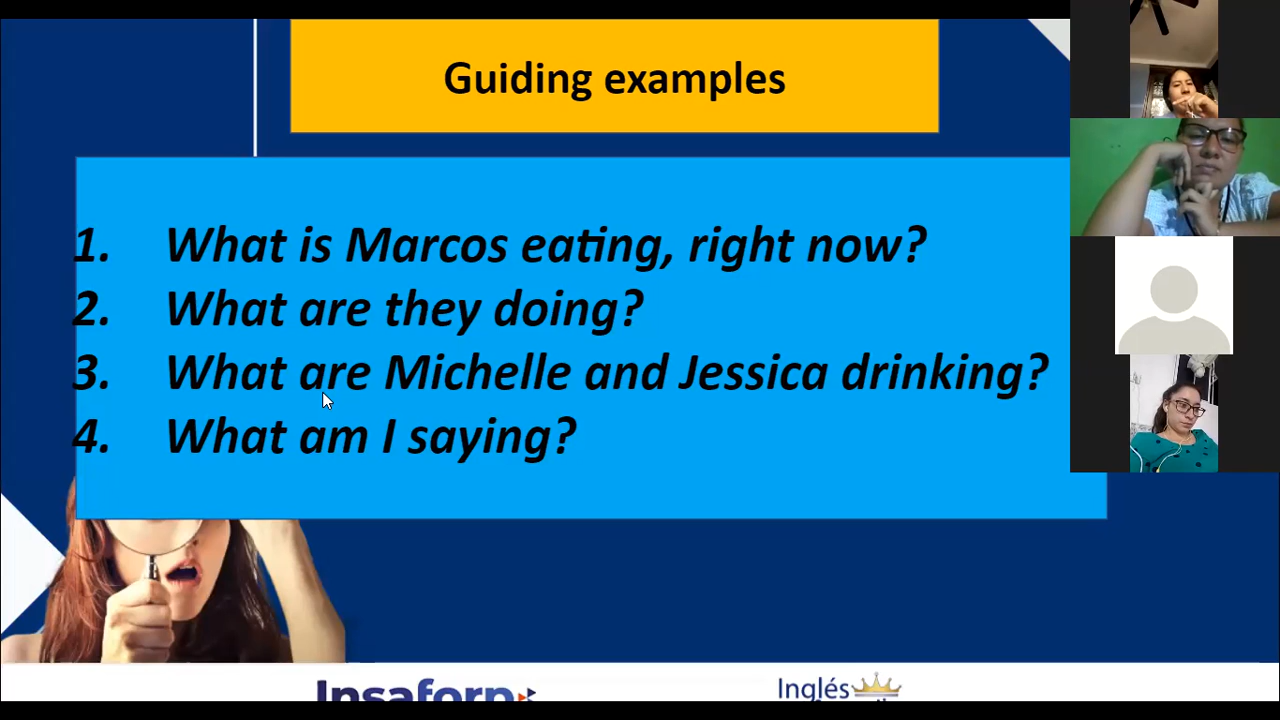 Guiding examples
1. What is Marcos eating, right now?
2. What are they doing?
3. What are Michelle and Jessica drinking?
4. What am I saying?
Insaforp
Inglés